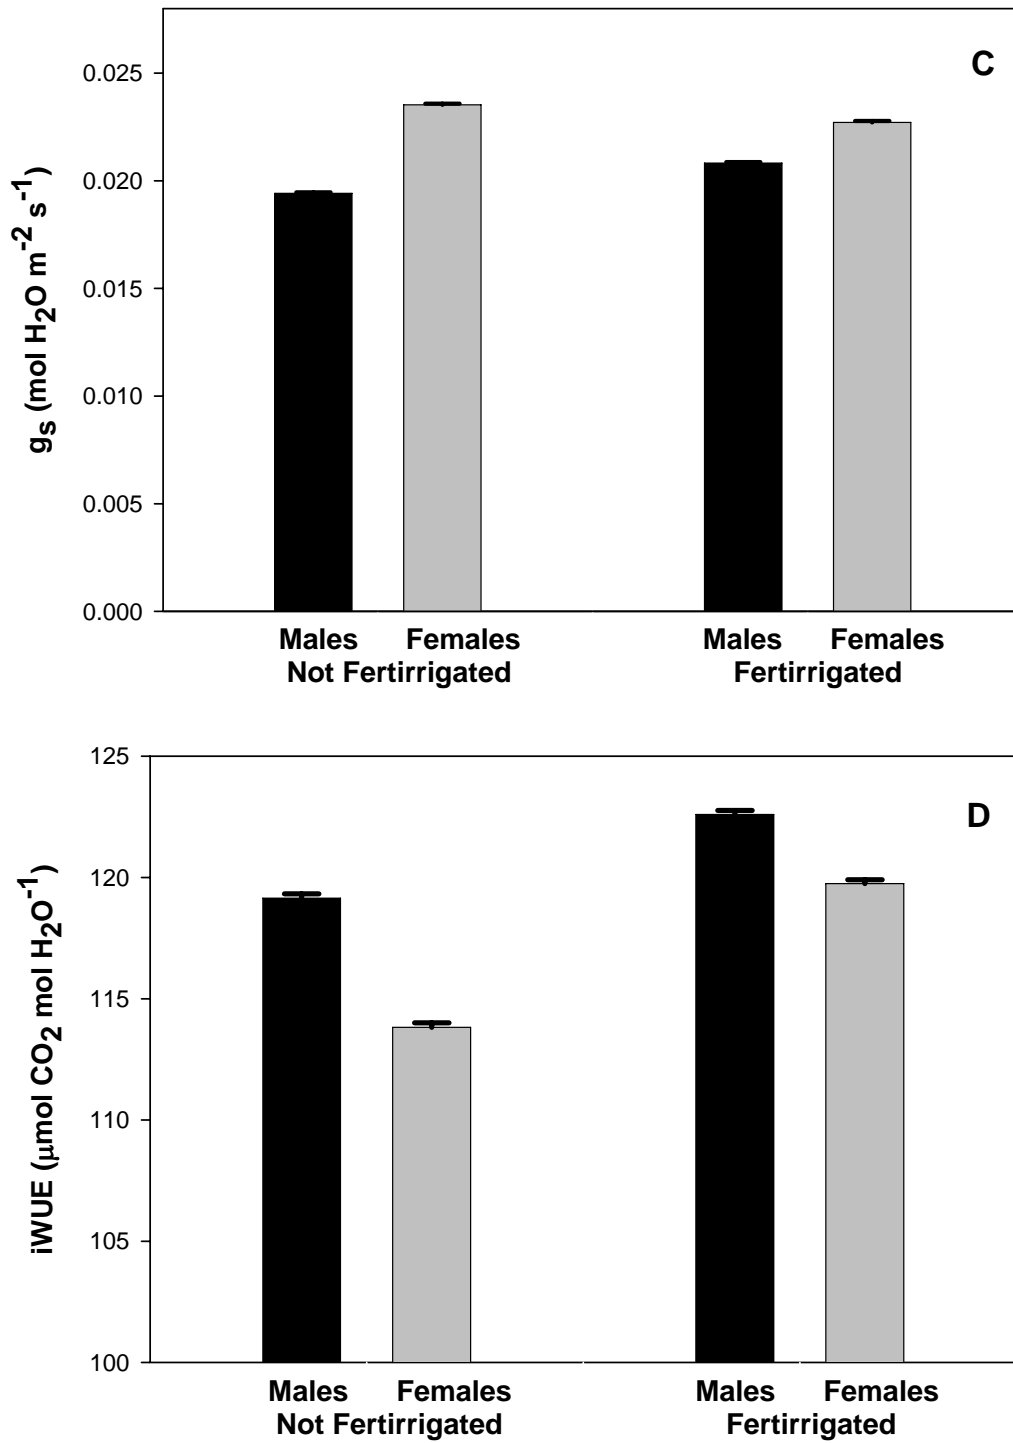 C
0.025
0.020
0.015
0.010
0.005
0.000
gs (mol H2O m-2 s-1)
Males Females Males Females
Not Fertirrigated Fertirrigated
D
125
120
115
110
105
100
iWUE (μmol CO2 mol H2O-1)
Males Females Males Females
Not Fertirrigated Fertirrigated